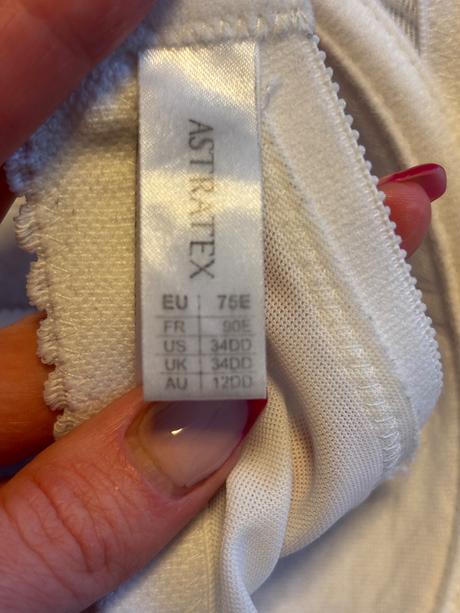 ASTRATEX
EU 75E
FR 90E
US 34DD
UK 34DD
AU 12DD